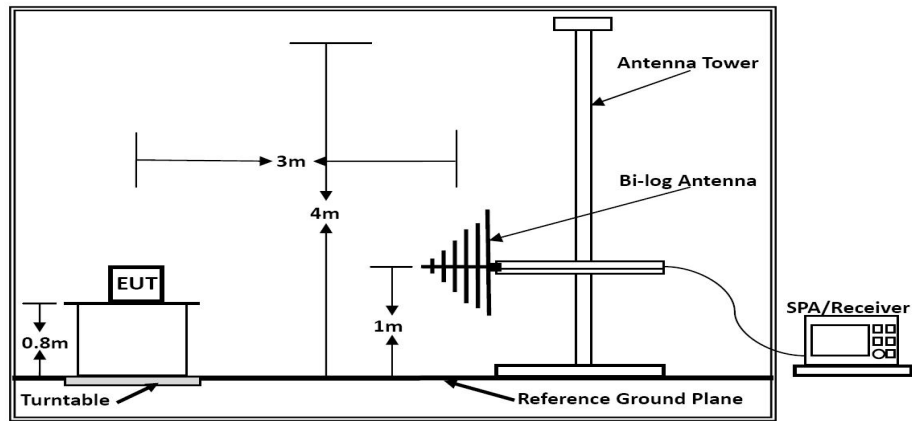 Antenna Tower
3m
Bi-log Antenna
4m
EUT
SPA/Receiver
1m
0.8m
Turntable
Reference Ground Plane